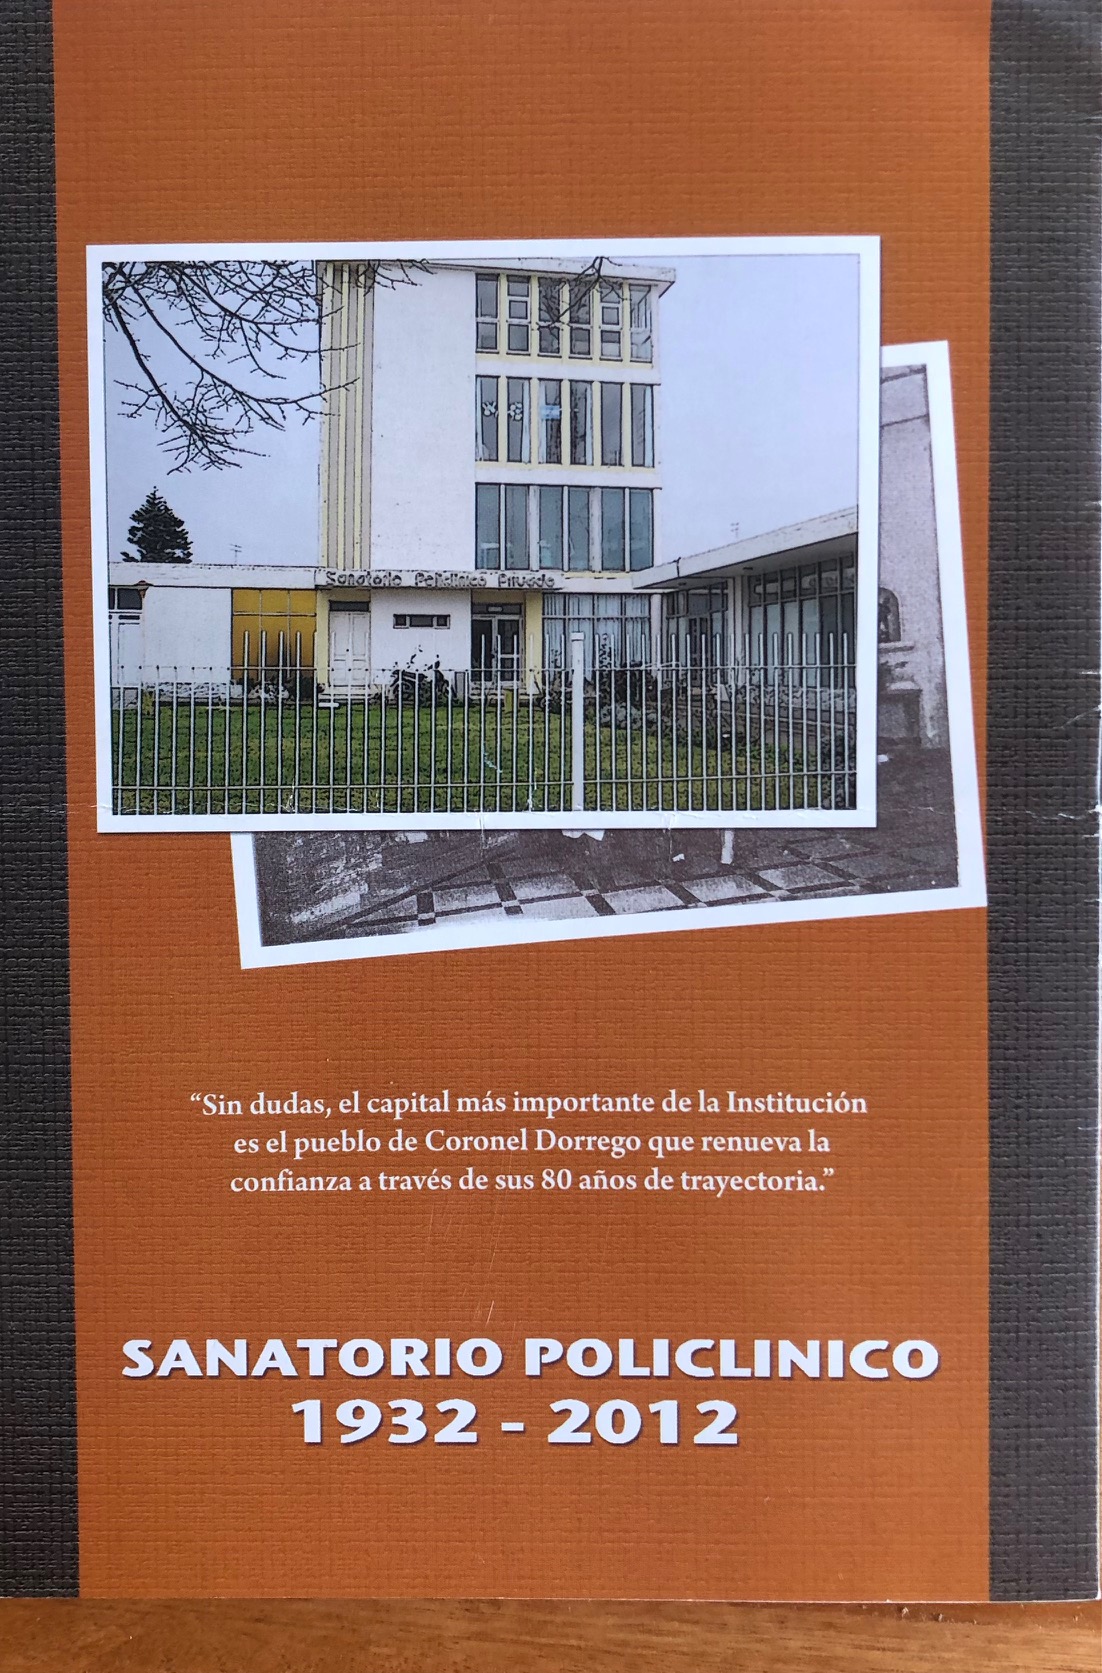 Sanatorio Policlínico Privado
“Sin dudas, el capital más importante de la Institución
es el pueblo de Coronel Dorrego que renueva la
confianza a través de sus 80 años de trayectoria.”
SANATORIO POLICLINICO
1932 - 2012